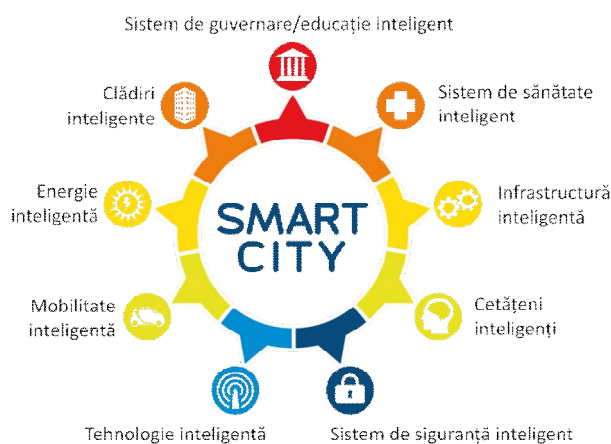 Sistem de guvernare/educație inteligent
Clădiri
inteligente
Sistem de sănătate
inteligent
Energie
inteligentă
SMART
CITY
Infrastructură
inteligentă
Mobilitate
inteligentă
Cetățeni
inteligenți
Tehnologie inteligentă
Sistem de siguranță inteligent